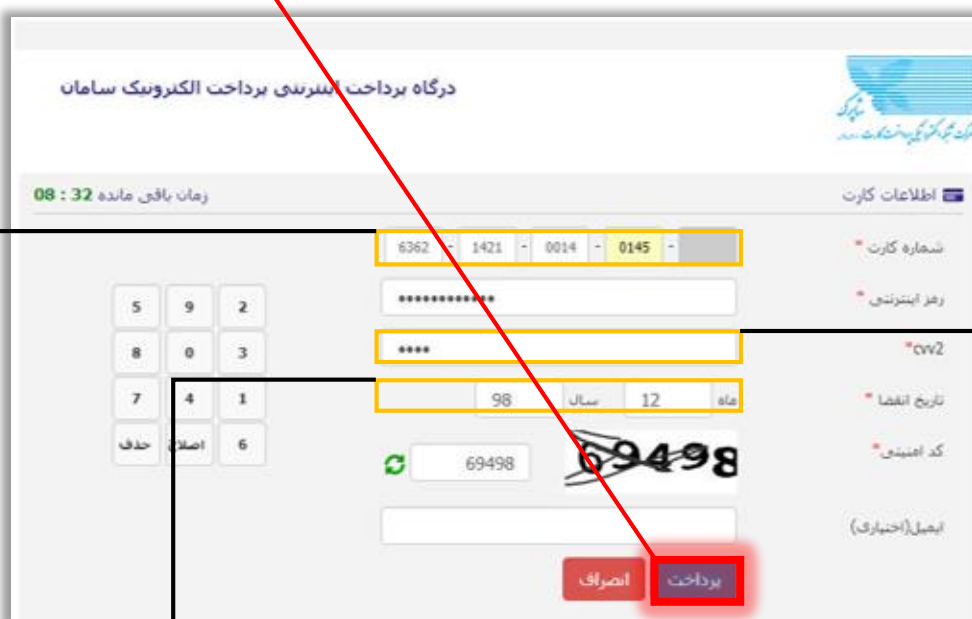 درگاه پرداخت اینترنتی پرداخت الکترونیک سامان
اطلاعات کارت
زمان باقی مانده 08 : 32
شماره کارت *
6362 - 1421 - 0014 - 0145 -
رمز اینترنتی *
************
cvv2*
****
تاریخ انقضا *
ماه 12 سال 98
کد امنیتی*
69498
69498
ایمیل(اختیاری)
پرداخت
انصراف
5 9 2
8 0 3
7 4 1
حذف اصلاح 6